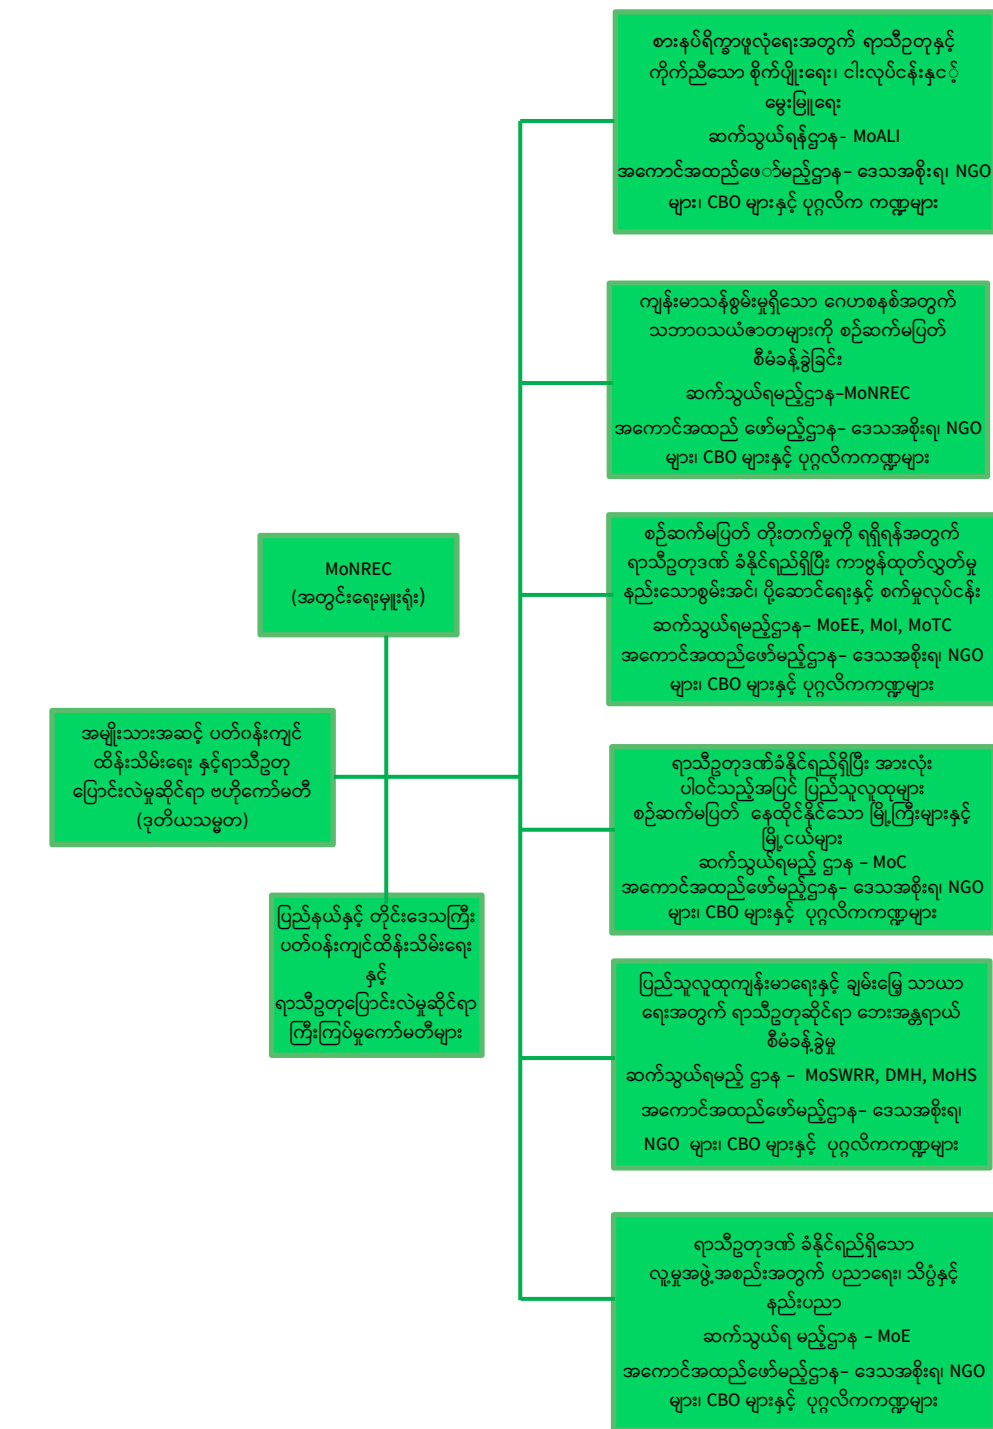 စားနပ်ရိက္ခာဖူလုံရေးအတွက် ရာသီဥတုနှင့်
ကိုက်ညီသော စိုက်ပျိုးရေး၊ ငါးလုပ်ငန်းနှင့်
မွေးမြူရေး
ဆက်သွယ်ရန်ဌာန- MoALI
အကောင်အထည်ဖေ်ာမည့်ဌာန– ဒေသအစိုးရ၊ NGO
များ၊ CBO များနှင့် ပုဂ္ဂလိက ကဏ္ဍများ
ကျန်းမာသန်စွမ်းမှုရှိသော ဂေဟစနစ်အတွက်
သဘာ၀သယံဇာတများကို စဉ်ဆက်မပြတ်
စီမံခန့်ခွဲခြင်း
ဆက်သွယ်ရမည့်ဌာန–MoNREC
အကောင်အထည် ဖော်မည့်ဌာန– ဒေသအစိုးရ၊ NGO
များ၊ CBO များနှင့် ပုဂ္ဂလိကကဏ္ဍများ
စဉ်ဆက်မပြတ် တိုးတက်မှုကို ရရှိရန်အတွက်
ရာသီဥတုဒဏ် ခံနိုင်ရည်ရှိပြီး ကာဗွန်ထုတ်လွှတ်မှု
နည်းသောစွမ်းအင်၊ ပို့ဆောင်ရေးနှင့် စက်မှုလုပ်ငန်း
ဆက်သွယ်ရမည့်ဌာန– MoEE, MoI, MoTC
အကောင်အထည်ဖော်မည့်ဌာန– ဒေသအစိုးရ၊ NGO
များ၊ CBO များနှင့် ပုဂ္ဂလိကကဏ္ဍများ
MoNREC
(အတွင်းရေးမှူးရုံး)
အမျိုးသားအဆင့် ပတ်၀န်းကျင်
ထိန်းသိမ်းရေး နှင့်ရာသီဥတု
ပြောင်းလဲမှုဆိုင်ရာ ဗဟိုကော်မတီ
(ဒုတိယသမ္မတ)
ပြည်နယ်နှင့် တိုင်းဒေသကြီး
ပတ်၀န်းကျင်ထိန်းသိမ်းရေး
နှင့်
ရာသီဥတုပြောင်းလဲမှုဆိုင်ရာ
ကြီးကြပ်မှုကော်မတီများ
ရာသီဥတုဒဏ်ခံနိုင်ရည်ရှိပြီး အားလုံး
ပါဝင်သည့်အပြင် ပြည်သူလူထုများ
စဉ်ဆက်မပြတ် နေထိုင်နိုင်သော မြို့ကြီးများနှင့်
မြို့ငယ်များ
ဆက်သွယ်ရမည့် ဌာန – MoC
အကောင်အထည်ဖော်မည့်ဌာန– ဒေသအစိုးရ၊ NGO
များ၊ CBO များနှင့် ပုဂ္ဂလိကကဏ္ဍများ
ပြည်သူလူထုကျန်းမာရေးနှင့် ချမ်းမြေ့ သာယာ
ရေးအတွက် ရာသီဥတုဆိုင်ရာ ဘေးအန္တရာယ်
စီမံခန့်ခွဲမှု
ဆက်သွယ်ရမည့် ဌာန – MoSWRR, DMH, MoHS
အကောင်အထည်ဖော်မည့်ဌာန– ဒေသအစိုးရ၊
NGO များ၊ CBO များနှင့် ပုဂ္ဂလိကကဏ္ဍများ
ရာသီဥတုဒဏ် ခံနိုင်ရည်ရှိသော
လူ့မှုအဖွဲ့အစည်းအတွက် ပညာရေး၊ သိပ္ပံနှင့်
နည်းပညာ
ဆက်သွယ်ရ မည့်ဌာန – MoE
အကောင်အထည်ဖော်မည့်ဌာန– ဒေသအစိုးရ၊ NGO
များ၊ CBO များနှင့် ပုဂ္ဂလိကကဏ္ဍများ